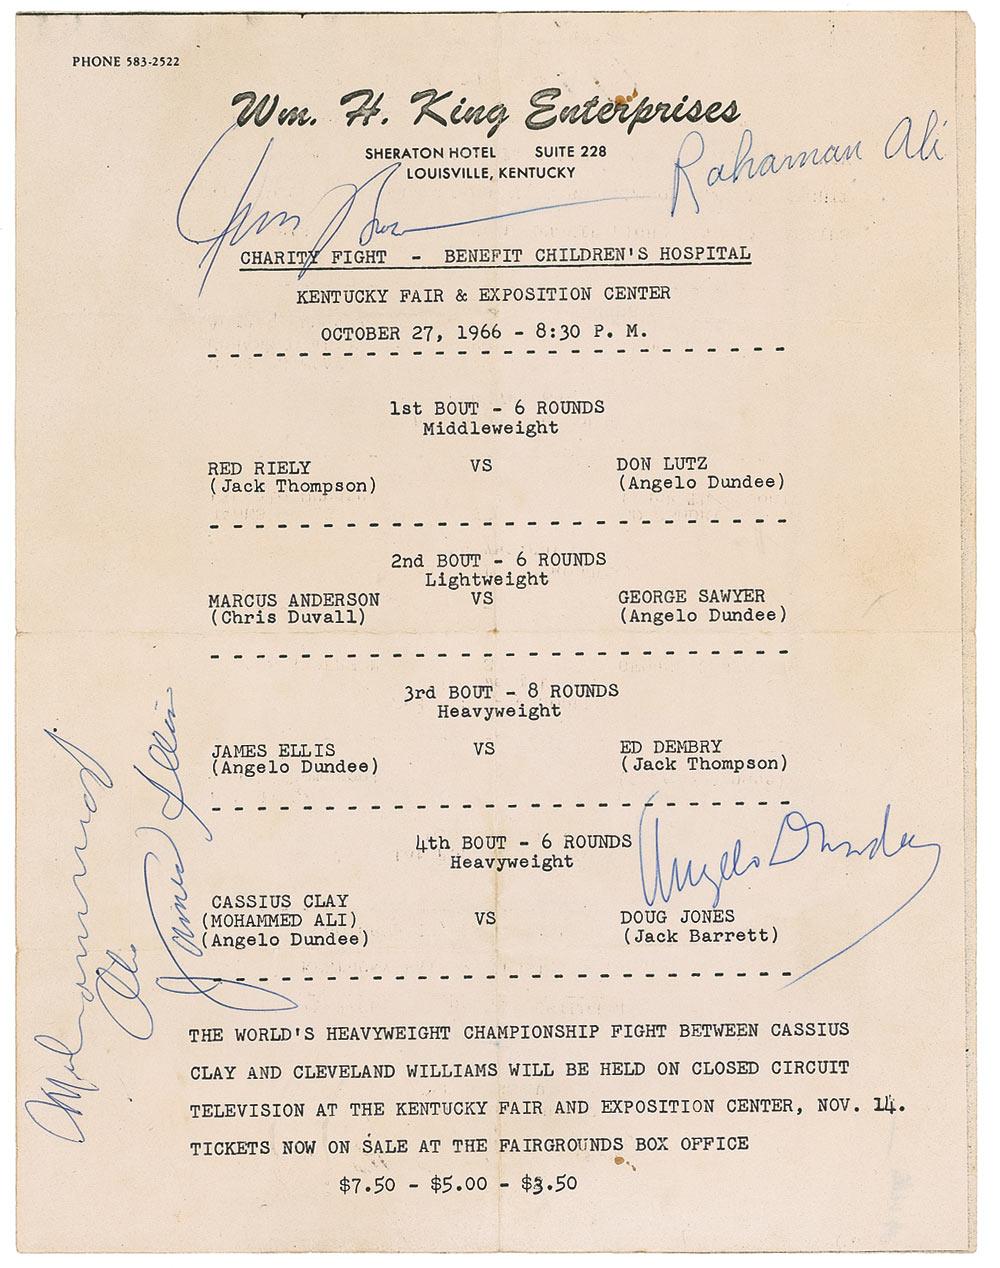 PHONE 583-2522
Wm. H. King Enterprises
SHERATON HOTEL SUITE 228
LOUISVILLE, KENTUCKY
Rahaman Ali
CHARITY FIGHT - BENEFIT CHILDREN'S HOSPITAL
KENTUCKY FAIR & EXPOSITION CENTER
OCTOBER 27, 1966 - 8:30 P. M.
1st BOUT - 6 ROUNDS
Middleweight
RED RIELY VS DON LUTZ
(Jack Thompson) (Angelo Dundee)
2nd BOUT - 6 ROUNDS
Lightweight
MARCUS ANDERSON VS GEORGE SAWYER
(Chris Duvall) (Angelo Dundee)
3rd BOUT - 8 ROUNDS
Heavyweight
JAMES ELLIS VS ED DEMBRY
(Angelo Dundee) (Jack Thompson)
4th BOUT - 6 ROUNDS
Heavyweight
Angelo Dundee
CASSIUS CLAY
(MOHAMMED ALI) VS DOUG JONES
(Angelo Dundee) (Jack Barrett)
Muhammad
Ali
James Ellis
THE WORLD'S HEAVYWEIGHT CHAMPIONSHIP FIGHT BETWEEN CASSIUS
CLAY AND CLEVELAND WILLIAMS WILL BE HELD ON CLOSED CIRCUIT
TELEVISION AT THE KENTUCKY FAIR AND EXPOSITION CENTER, NOV. 14.
TICKETS NOW ON SALE AT THE FAIRGROUNDS BOX OFFICE
$7.50 - $5.00 - $3.50